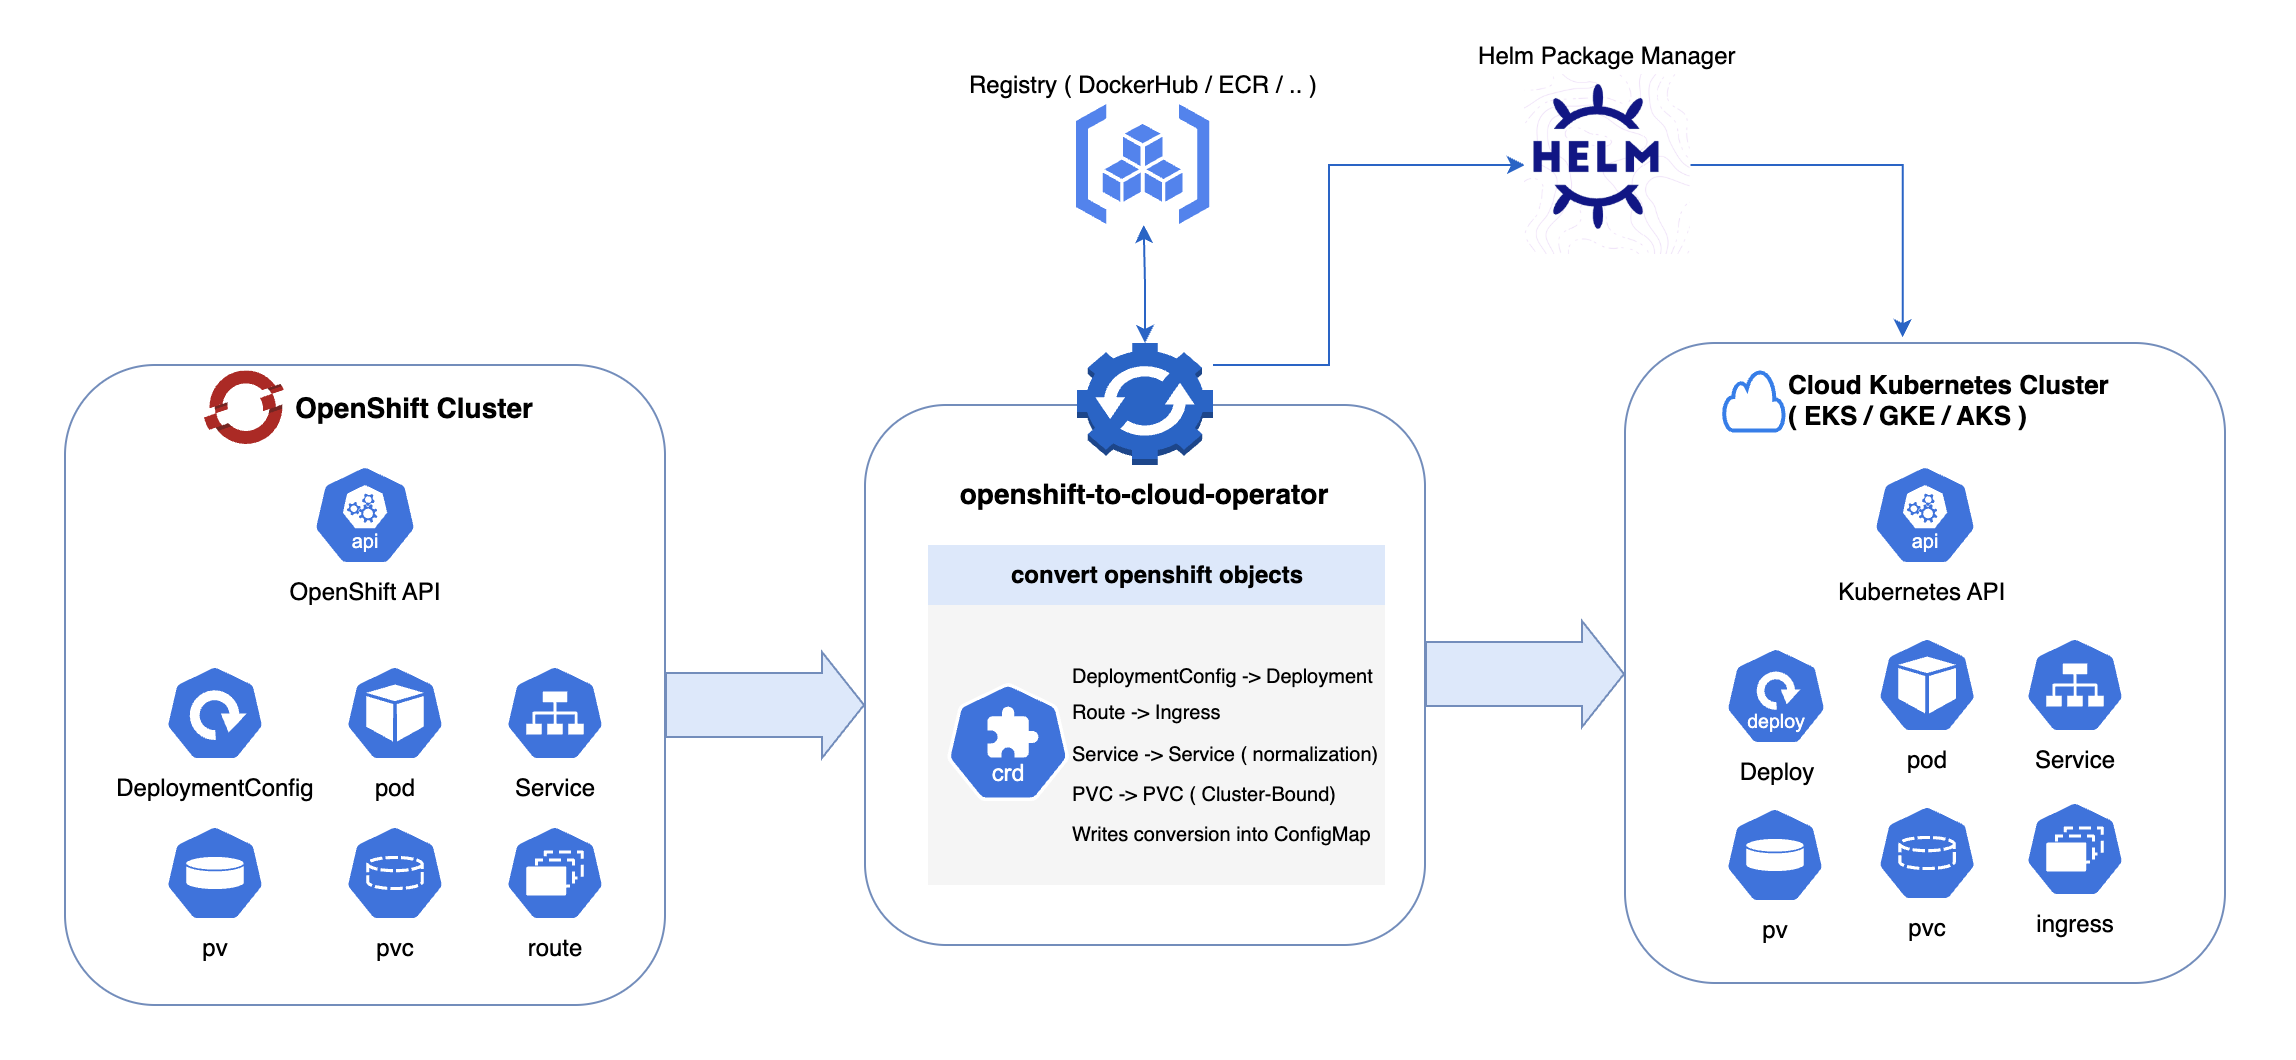 Helm Package Manager
Registry ( DockerHub / ECR / .. )
HELM
OpenShift Cluster
api
OpenShift API
DeploymentConfig
pod
Service
pv
pvc
route
openshift-to-cloud-operator
convert openshift objects
crd
DeploymentConfig -> Deployment
Route -> Ingress
Service -> Service ( normalization)
PVC -> PVC ( Cluster-Bound)
Writes conversion into ConfigMap
Cloud Kubernetes Cluster
( EKS / GKE / AKS )
api
Kubernetes API
deploy
Deploy
pod
Service
pv
pvc
ingress